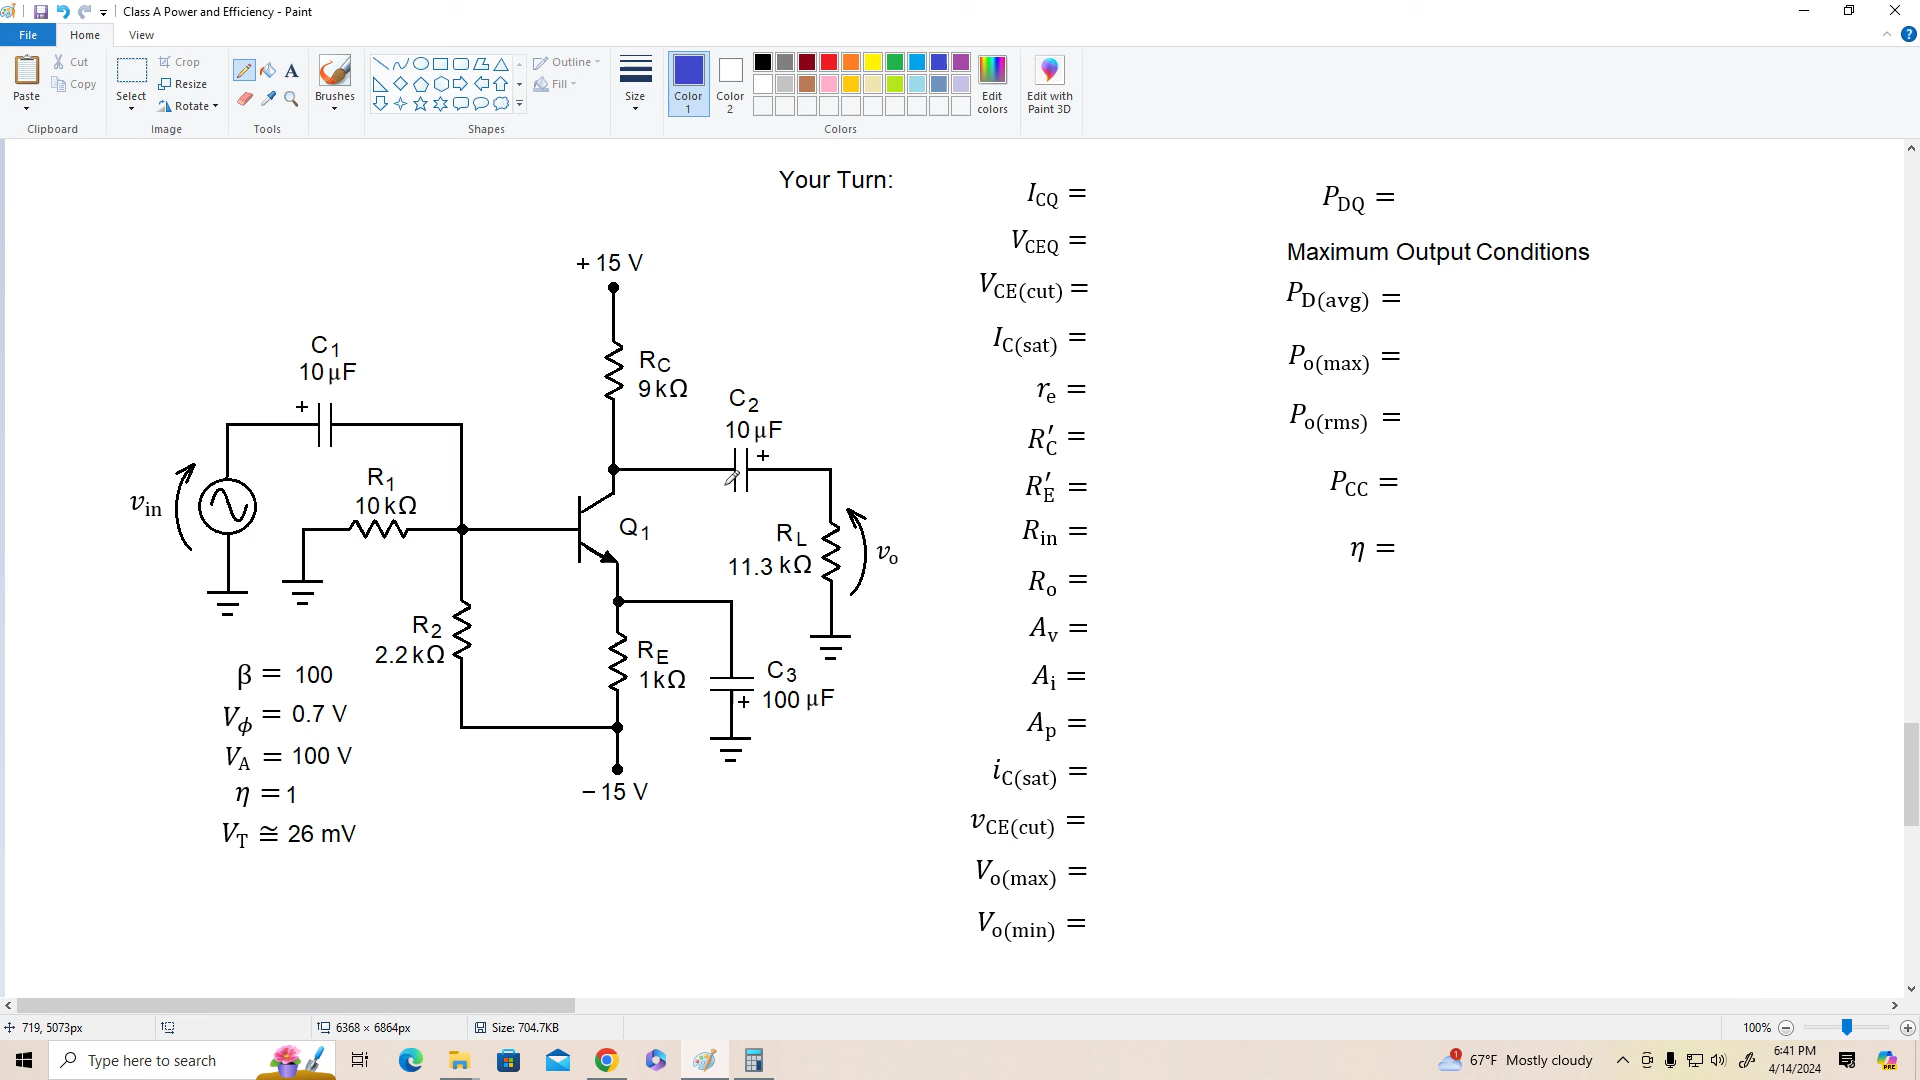 Class A Power and Efficiency - Paint
File
Home
View
Paste
Cut
Copy
Clipboard
Select
Crop
Resize
Rotate
Image
Tools
Brushes
Shapes
Outline
Fill
Size
Color 1
Color 2
Edit colors
Colors
Edit with Paint 3D
Your Turn:
+ 15 V
C1
10 μF
RC
9 kΩ
C2
10 μF
+
+
R1
10 kΩ
vin
Q1
RL
11.3 kΩ
vo
R2
2.2 kΩ
RE
1kΩ
C3
100 μF
+
− 15 V
β = 100
Vϕ = 0.7 V
VA = 100 V
η = 1
VT ≅ 26 mV
ICQ =
VCEQ =
VCE(cut) =
IC(sat) =
re =
R′C =
R′E =
Rin =
Ro =
Av =
Ai =
Ap =
iC(sat) =
vCE(cut) =
Vo(max) =
Vo(min) =
PDQ =
Maximum Output Conditions
PD(avg) =
Po(max) =
Po(rms) =
PCC =
η =
719, 5073px
6368 × 6864px
Size: 704.7KB
100%
Type here to search
1
67°F Mostly cloudy
6:41 PM
4/14/2024
PRE